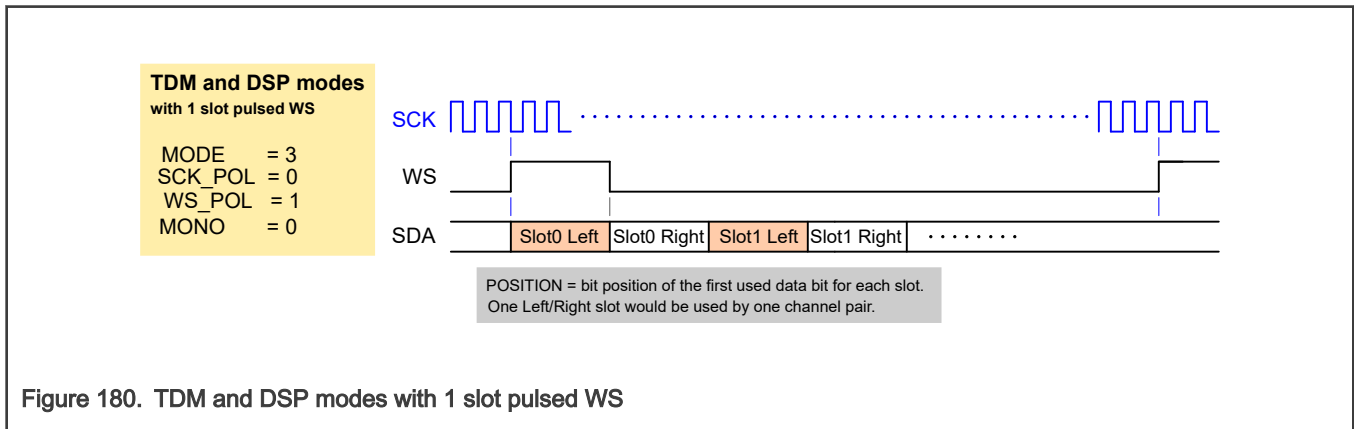 TDM and DSP modes
with 1 slot pulsed WS
MODE = 3
SCK_POL = 0
WS_POL = 1
MONO = 0
SCK
WS
SDA
Slot0 Left Slot0 Right Slot1 Left Slot1 Right
POSITION = bit position of the first used data bit for each slot.
One Left/Right slot would be used by one channel pair.
Figure 180. TDM and DSP modes with 1 slot pulsed WS